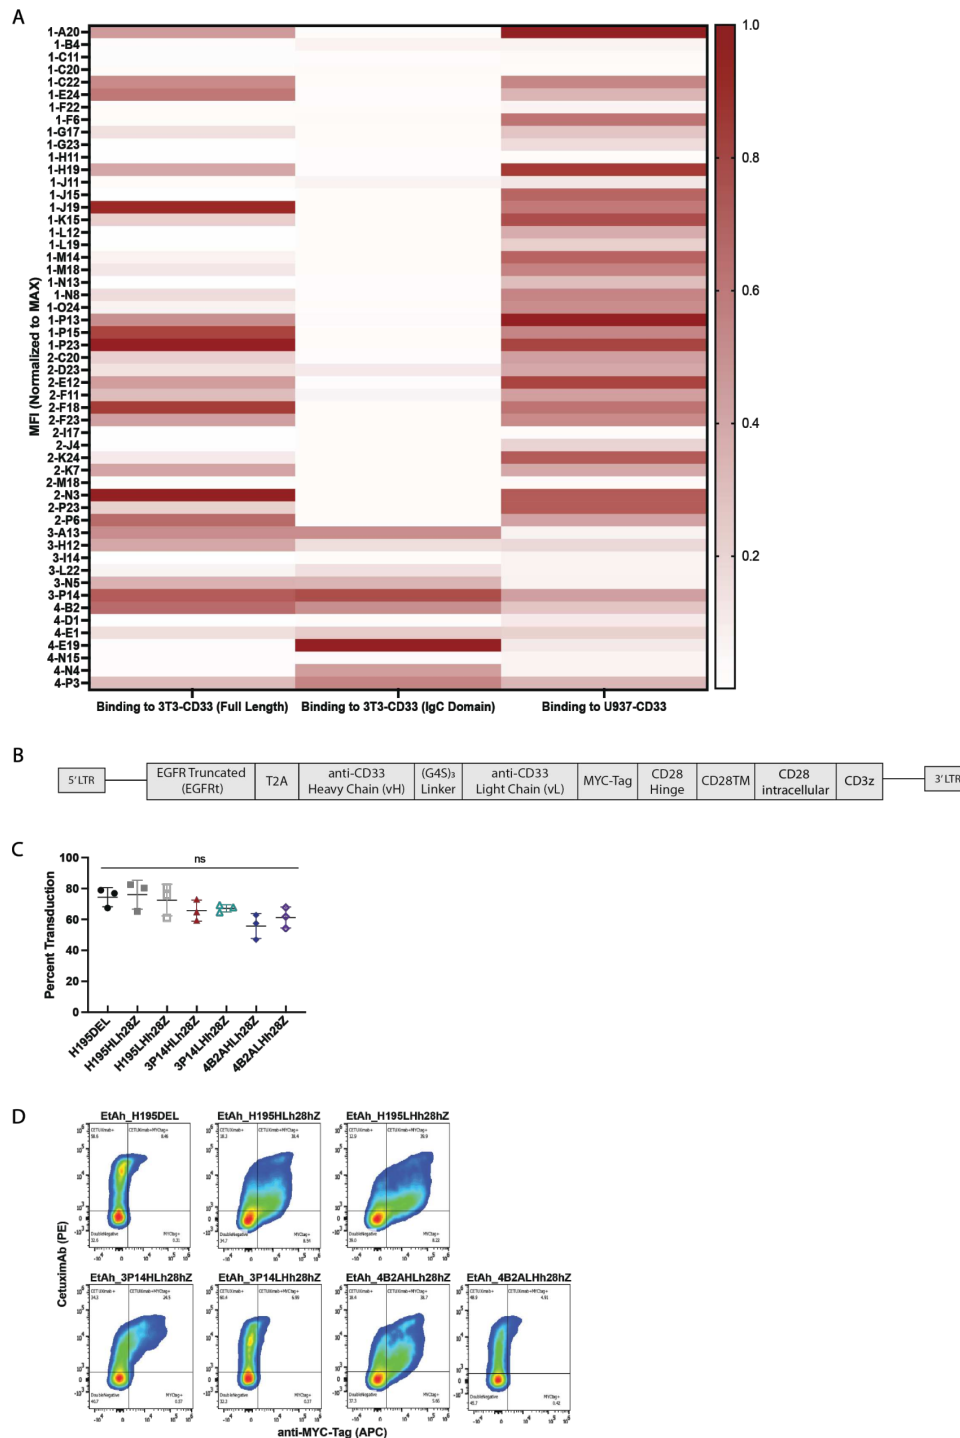 A
MFI (Normalized to MAX)
1-A20
1-B4
1-C11
1-C20
1-C22
1-E24
1-F22
1-F6
1-G17
1-G23
1-H11
1-H19
1-J11
1-J15
1-J19
1-K15
1-L12
1-L19
1-M14
1-M18
1-N13
1-N8
1-O24
1-P13
1-P15
1-P23
2-C20
2-D23
2-E12
2-F11
2-F18
2-F23
2-I17
2-J4
2-K24
2-K7
2-M18
2-N3
2-P23
2-P6
3-A13
3-H12
3-I14
3-L22
3-N5
3-P14
4-B2
4-D1
4-E1
4-E19
4-N15
4-N4
4-P3
1.0
0.8
0.6
0.4
0.2
Binding to 3T3-CD33 (Full Length) Binding to 3T3-CD33 (IgC Domain) Binding to U937-CD33
B
5' LTR
EGFR Truncated (EGFRt)
T2A
anti-CD33 Heavy Chain (vH)
(G4S)₃ Linker
anti-CD33 Light Chain (vL)
MYC-Tag
CD28 Hinge
CD28TM
CD28 intracellular
CD3z
3' LTR
C
Percent Transduction
100
80
60
40
20
0
ns
H195DEL
H195HLh28Z
H195LHh28Z
3P14HLh28Z
3P14LHh28Z
4B2AHLh28Z
4B2ALHh28Z
D
CetuximAb (PE)
EtAh_H195DEL EtAh_H195HLh28hZ EtAh_H195LHh28hZ
EtAh_3P14HLh28hZ EtAh_3P14LHh28hZ EtAh_4B2AHLh28hZ EtAh_4B2ALHh28hZ
anti-MYC-Tag (APC)